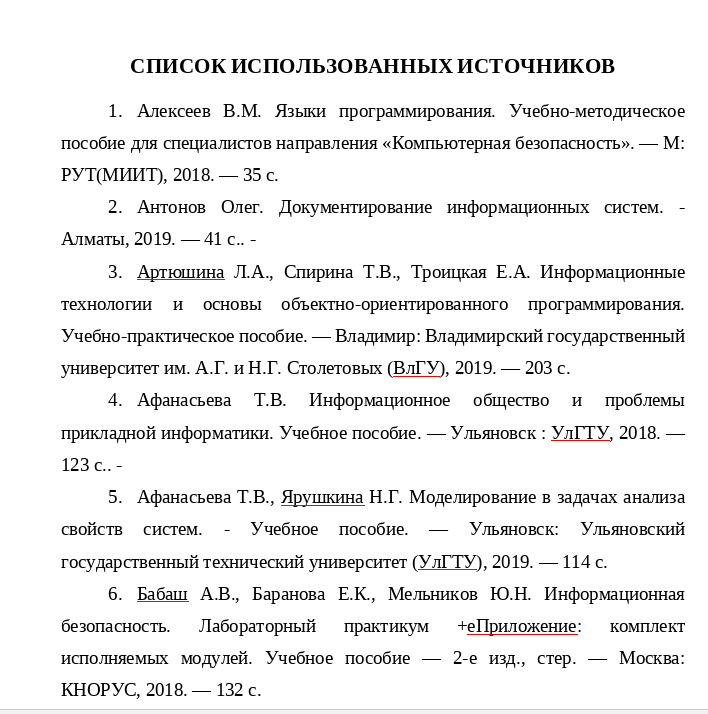 СПИСОК ИСПОЛЬЗОВАННЫХ ИСТОЧНИКОВ
1. Алексеев В.М. Языки программирования. Учебно-методическое
пособие для специалистов направления «Компьютерная безопасность». — М:
РУТ(МИИТ), 2018. — 35 с.
2. Антонов Олег. Документирование информационных систем. -
Алматы, 2019. — 41 с.. -
3. Артюшина Л.А., Спирина Т.В., Троицкая Е.А. Информационные
технологии и основы объектно-ориентированного программирования.
Учебно-практическое пособие. — Владимир: Владимирский государственный
университет им. А.Г. и Н.Г. Столетовых (ВлГУ), 2019. — 203 с.
4. Афанасьева Т.В. Информационное общество и проблемы
прикладной информатики. Учебное пособие. — Ульяновск : УлГТУ, 2018. —
123 с.. -
5. Афанасьева Т.В., Ярушкина Н.Г. Моделирование в задачах анализа
свойств систем. - Учебное пособие. — Ульяновск: Ульяновский
государственный технический университет (УлГТУ), 2019. — 114 с.
6. Бабаш А.В., Баранова Е.К., Мельников Ю.Н. Информационная
безопасность. Лабораторный практикум +еПриложение: комплект
исполняемых модулей. Учебное пособие — 2-е изд., стер. — Москва:
КНОРУС, 2018. — 132 с.